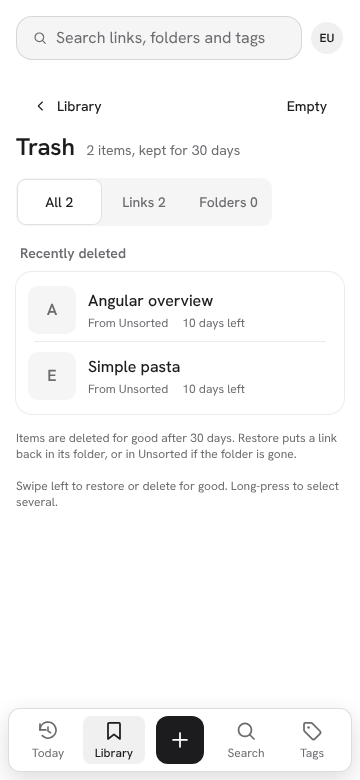 Search links, folders and tags
EU
Library
Empty
Trash 2 items, kept for 30 days
All 2
Links 2
Folders 0
Recently deleted
A
Angular overview
From Unsorted 10 days left
E
Simple pasta
From Unsorted 10 days left
Items are deleted for good after 30 days. Restore puts a link
back in its folder, or in Unsorted if the folder is gone.
Swipe left to restore or delete for good. Long-press to select
several.
Today
Library
Search
Tags